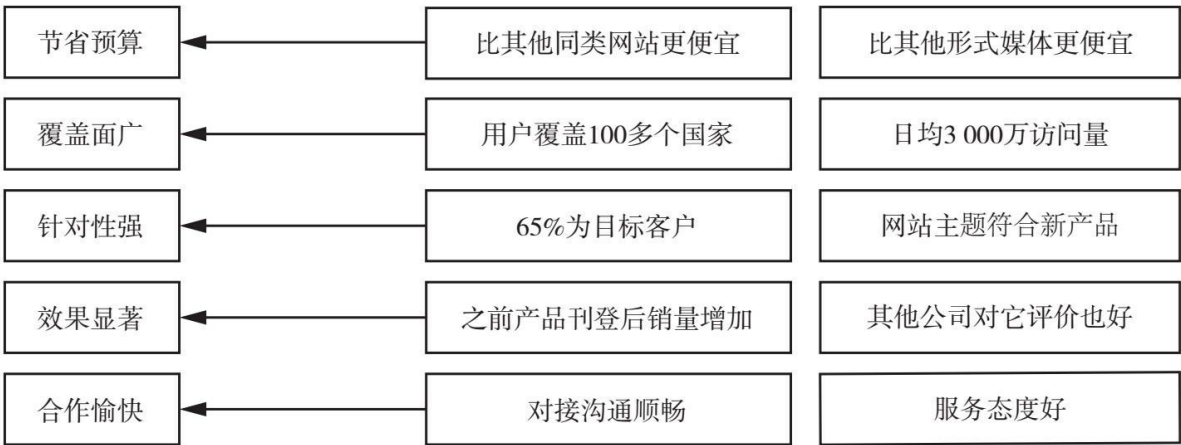 节省预算 比其他同类网站更便宜 比其他形式媒体更便宜
覆盖面广 用户覆盖100多个国家 日均3 000万访问量
针对性强 65%为目标客户 网站主题符合新产品
效果显著 之前产品刊登后销量增加 其他公司对它评价也好
合作愉快 对接沟通顺畅 服务态度好